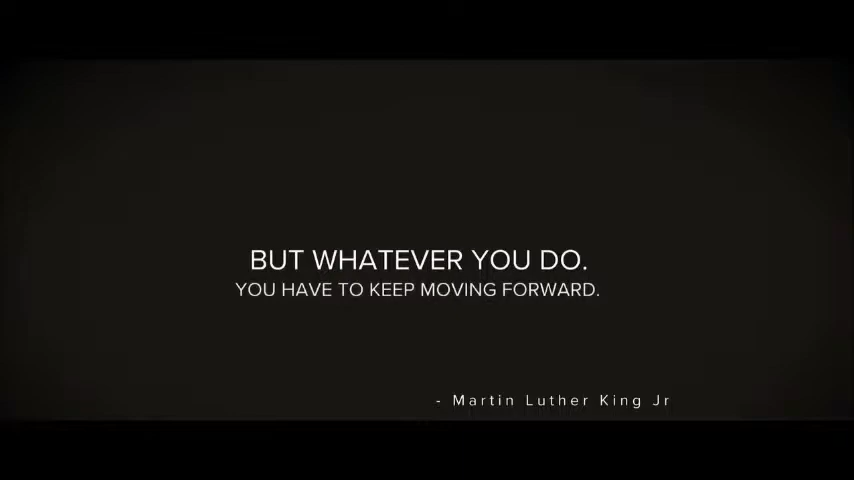 BUT WHATEVER YOU DO.
YOU HAVE TO KEEP MOVING FORWARD.
- Martin Luther King Jr